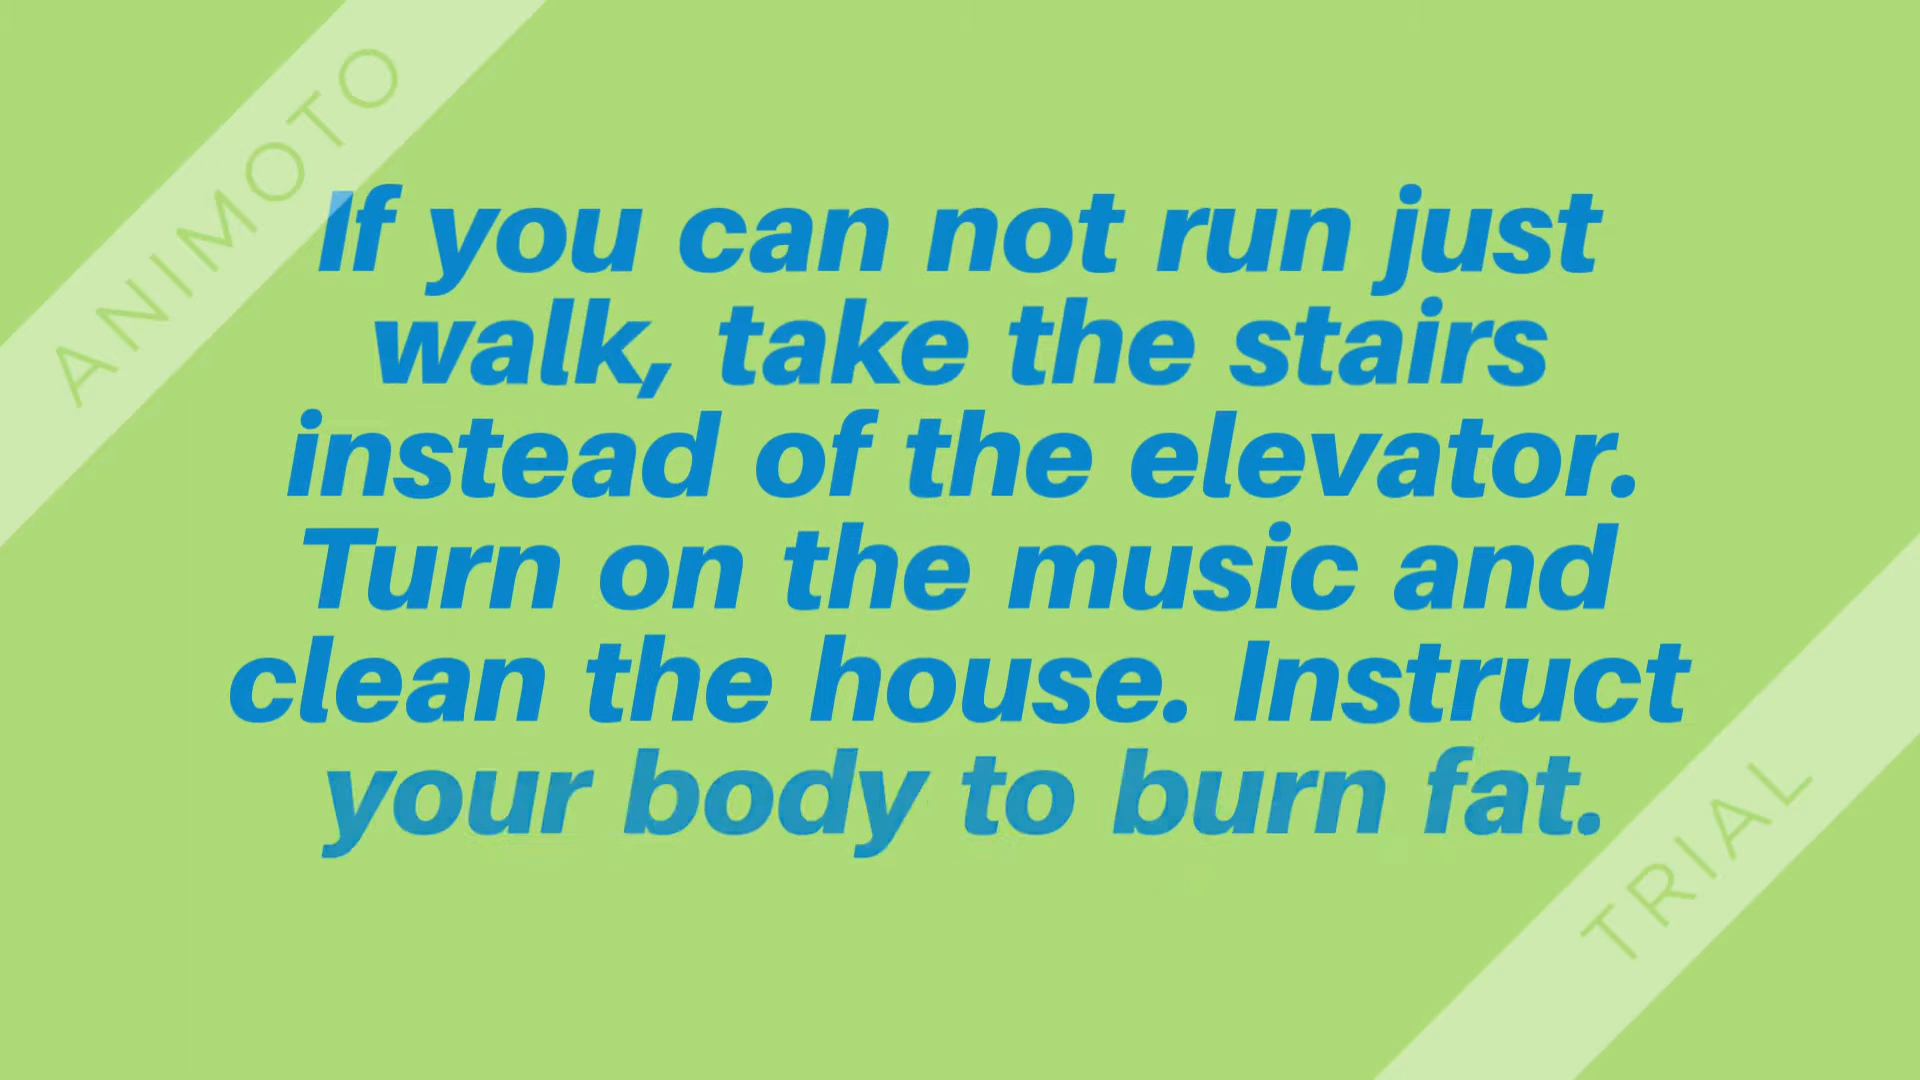 ANIMOTO
If you can not run just
walk, take the stairs
instead of the elevator.
Turn on the music and
clean the house. Instruct
your body to burn fat.
TRIAL